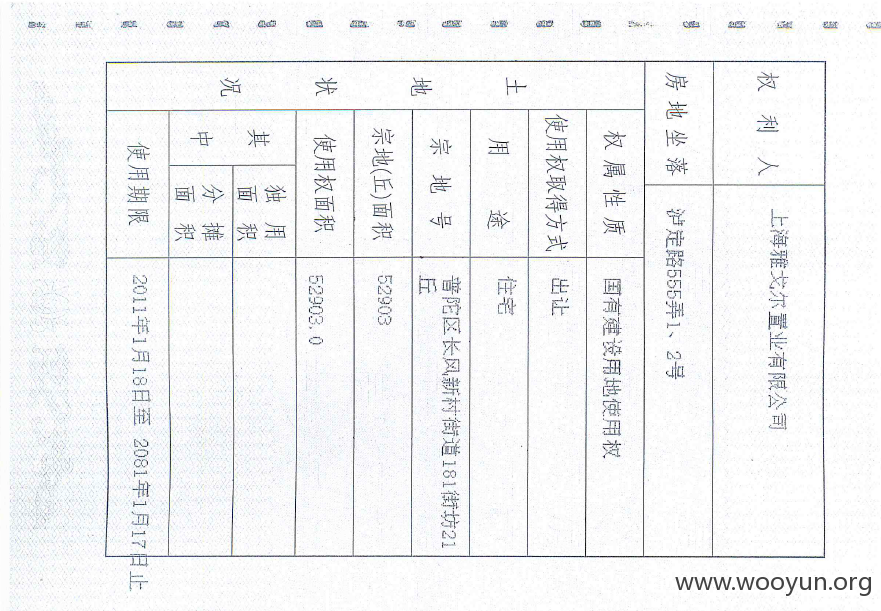 权利人 上海雅戈尔置业有限公司
房地坐落 泸定路555弄1、2号
土地状况
权属性质 国有建设用地使用权
使用权取得方式 出让
用途 住宅
宗地号 普陀区长风新村街道181街坊21
丘
宗地(丘)面积 52903
使用权面积 52903.0
其中
独用
面积
分摊
面积
使用期限 2011年1月18日至 2081年1月17日止
www.wooyun.org